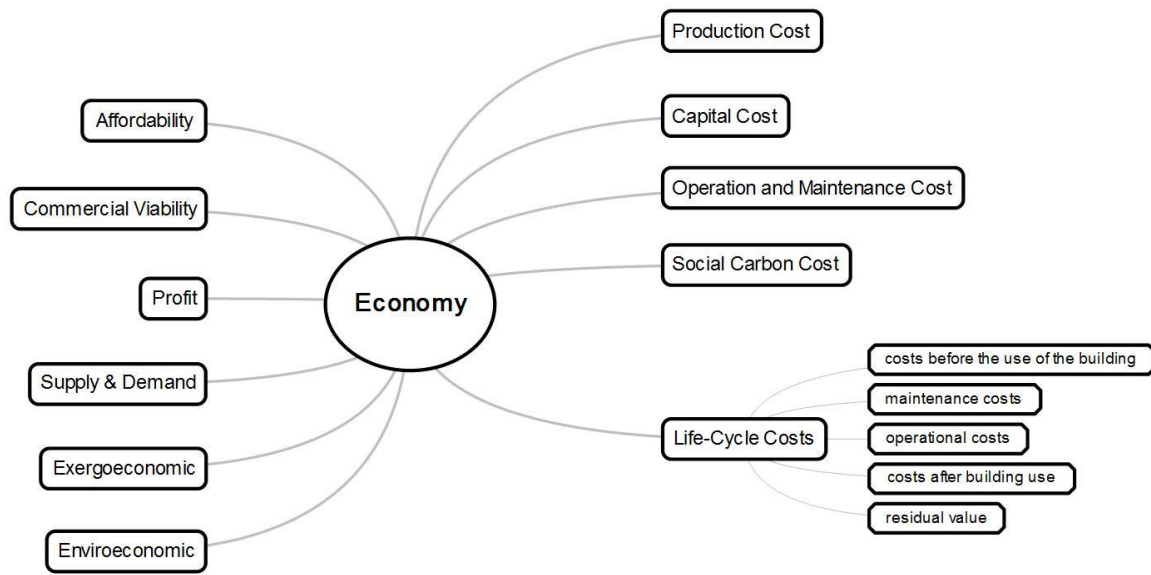 Economy
Affordability
Commercial Viability
Profit
Supply & Demand
Exergoeconomic
Enviroeconomic
Production Cost
Capital Cost
Operation and Maintenance Cost
Social Carbon Cost
Life-Cycle Costs
costs before the use of the building
maintenance costs
operational costs
costs after building use
residual value